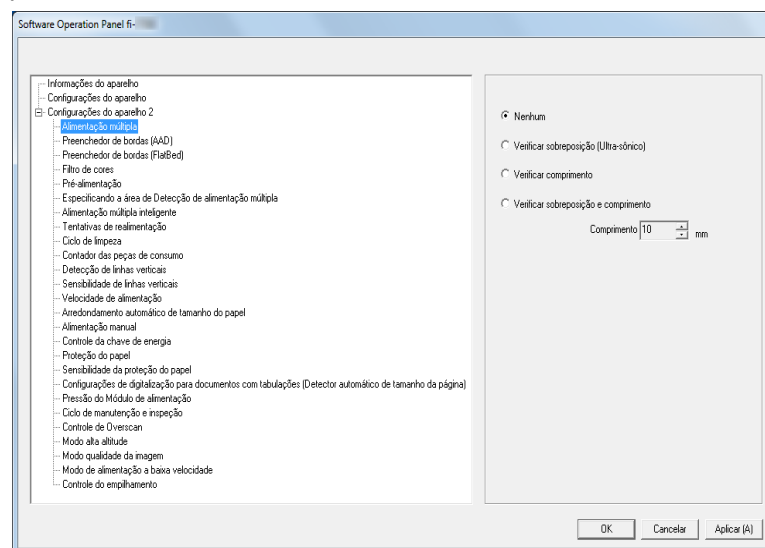 Software Operation Panel fi-
Informações do aparelho
Configurações do aparelho
Configurações do aparelho 2
Alimentação múltipla
Preenchedor de bordas (AAD)
Preenchedor de bordas (FlatBed)
Filtro de cores
Pré-alimentação
Especificando a área de Detecção de alimentação múltipla
Alimentação múltipla inteligente
Tentativas de realimentação
Ciclo de limpeza
Contador das peças de consumo
Detecção de linhas verticais
Sensibilidade de linhas verticais
Velocidade de alimentação
Arredondamento automático de tamanho do papel
Alimentação manual
Controle da chave de energia
Proteção do papel
Sensibilidade da proteção do papel
Configurações de digitalização para documentos com tabulações (Detector automático de tamanho da página)
Pressão do Módulo de alimentação
Ciclo de manutenção e inspeção
Controle de Overscan
Modo alta altitude
Modo qualidade da imagem
Modo de alimentação a baixa velocidade
Controle do empilhamento
Nenhum
Verificar sobreposição (Ultra-sônico)
Verificar comprimento
Verificar sobreposição e comprimento
Comprimento 10 mm
OK Cancelar Aplicar (A)